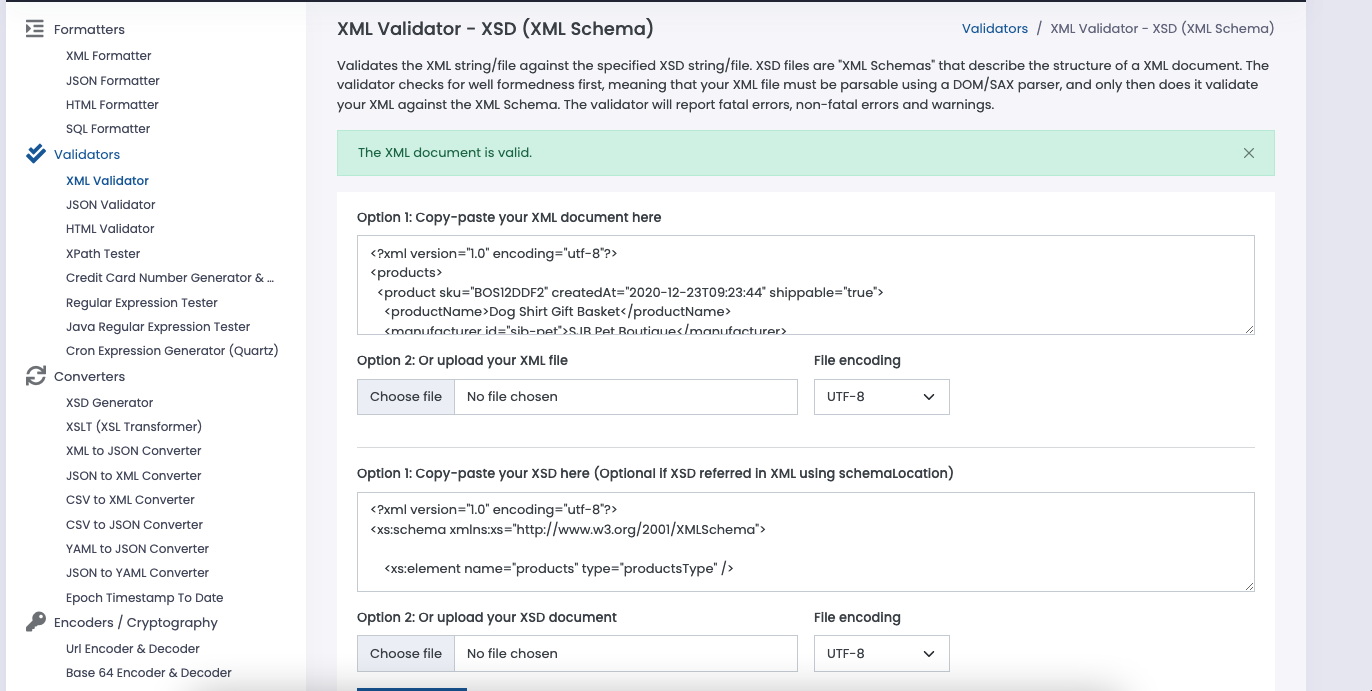 Formatters
XML Formatter
JSON Formatter
HTML Formatter
SQL Formatter
Validators
XML Validator
JSON Validator
HTML Validator
XPath Tester
Credit Card Number Generator & ...
Regular Expression Tester
Java Regular Expression Tester
Cron Expression Generator (Quartz)
Converters
XSD Generator
XSLT (XSL Transformer)
XML to JSON Converter
JSON to XML Converter
CSV to XML Converter
CSV to JSON Converter
YAML to JSON Converter
JSON to YAML Converter
Epoch Timestamp To Date
Encoders / Cryptography
Url Encoder & Decoder
Base 64 Encoder & Decoder
XML Validator - XSD (XML Schema)
Validators / XML Validator - XSD (XML Schema)
Validates the XML string/file against the specified XSD string/file. XSD files are "XML Schemas" that describe the structure of a XML document. The
validator checks for well formedness first, meaning that your XML file must be parsable using a DOM/SAX parser, and only then does it validate
your XML against the XML Schema. The validator will report fatal errors, non-fatal errors and warnings.
The XML document is valid.
Option 1: Copy-paste your XML document here
<?xml version="1.0" encoding="utf-8"?>
<products>
<product sku="BOS12DDF2" createdAt="2020-12-23T09:23:44" shippable="true">
<productName>Dog Shirt Gift Basket</productName>
<manufacturer id="sjb-pet">SJB Pet Boutique</manufacturer>
Option 2: Or upload your XML file
File encoding
Choose file No file chosen
UTF-8
Option 1: Copy-paste your XSD here (Optional if XSD referred in XML using schemaLocation)
<?xml version="1.0" encoding="utf-8"?>
<xs:schema xmlns:xs="http://www.w3.org/2001/XMLSchema">
<xs:element name="products" type="productsType" />
Option 2: Or upload your XSD document
File encoding
Choose file No file chosen
UTF-8